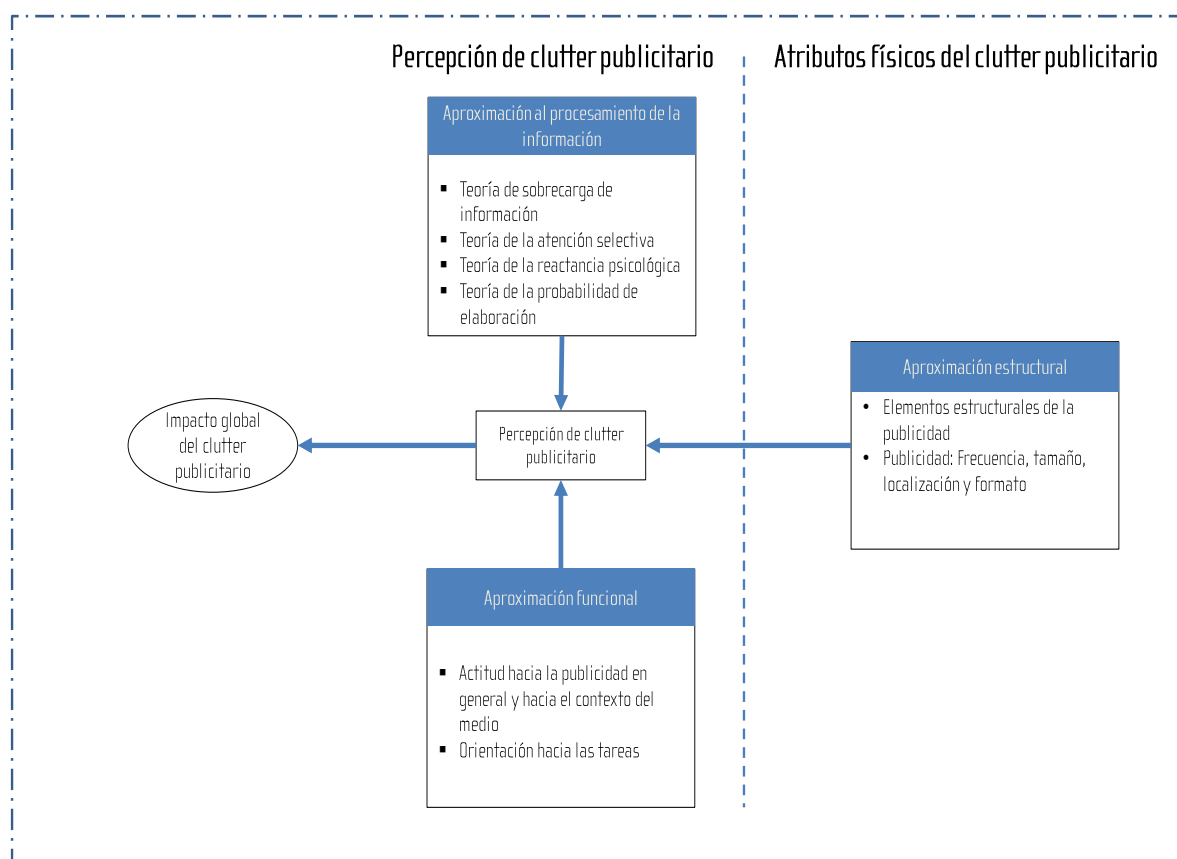 Percepción de clutter publicitario
Atributos físicos del clutter publicitario
Aproximación al procesamiento de la
información
▪ Teoría de sobrecarga de
información
▪ Teoría de la atención selectiva
▪ Teoría de la reactancia psicológica
▪ Teoría de la probabilidad de
elaboración
Aproximación estructural
• Elementos estructurales de la
publicidad
• Publicidad: Frecuencia, tamaño,
localización y formato
Impacto global
del clutter
publicitario
Percepción de clutter
publicitario
Aproximación funcional
▪ Actitud hacia la publicidad en
general y hacia el contexto del
medio
▪ Orientación hacia las tareas